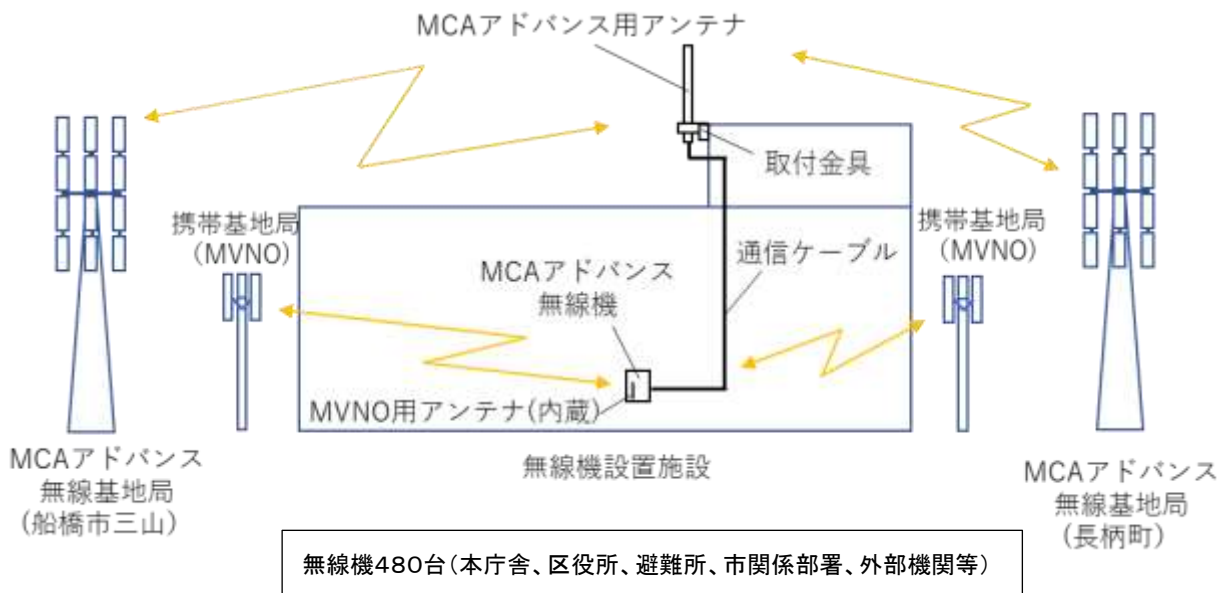 MCAアドバンス用アンテナ
取付金具
携帯基地局
(MVNO)
携帯基地局
(MVNO)
通信ケーブル
MCAアドバンス
無線機
MVNO用アンテナ(内蔵)
無線機設置施設
MCAアドバンス
無線基地局
(船橋市三山)
MCAアドバンス
無線基地局
(長柄町)
無線機480台(本庁舎、区役所、避難所、市関係部署、外部機関等)